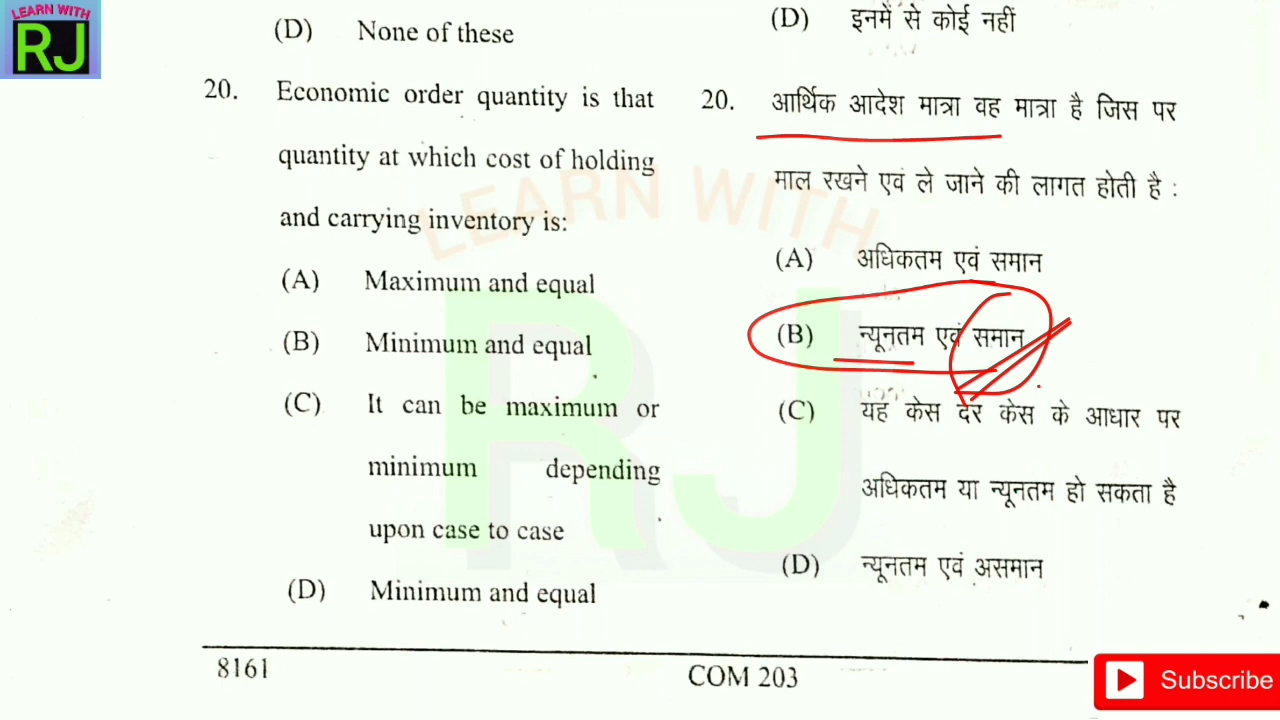 LEARN WITH
RJ
(D) None of these
20. Economic order quantity is that
quantity at which cost of holding
and carrying inventory is:
(A) Maximum and equal
(B) Minimum and equal
(C) It can be maximum or
minimum depending
upon case to case
(D) Minimum and equal
(D) इनमें से कोई नहीं
20. आर्थिक आदेश मात्रा वह मात्रा है जिस पर
माल रखने एवं ले जाने की लागत होती है :
(A) अधिकतम एवं समान
(B) न्यूनतम एवं समान
(C) यह केस देर केस के आधार पर
अधिकतम या न्यूनतम हो सकता है
(D) न्यूनतम एवं असमान
LEARN WITH
RJ
8161
COM 203
Subscribe